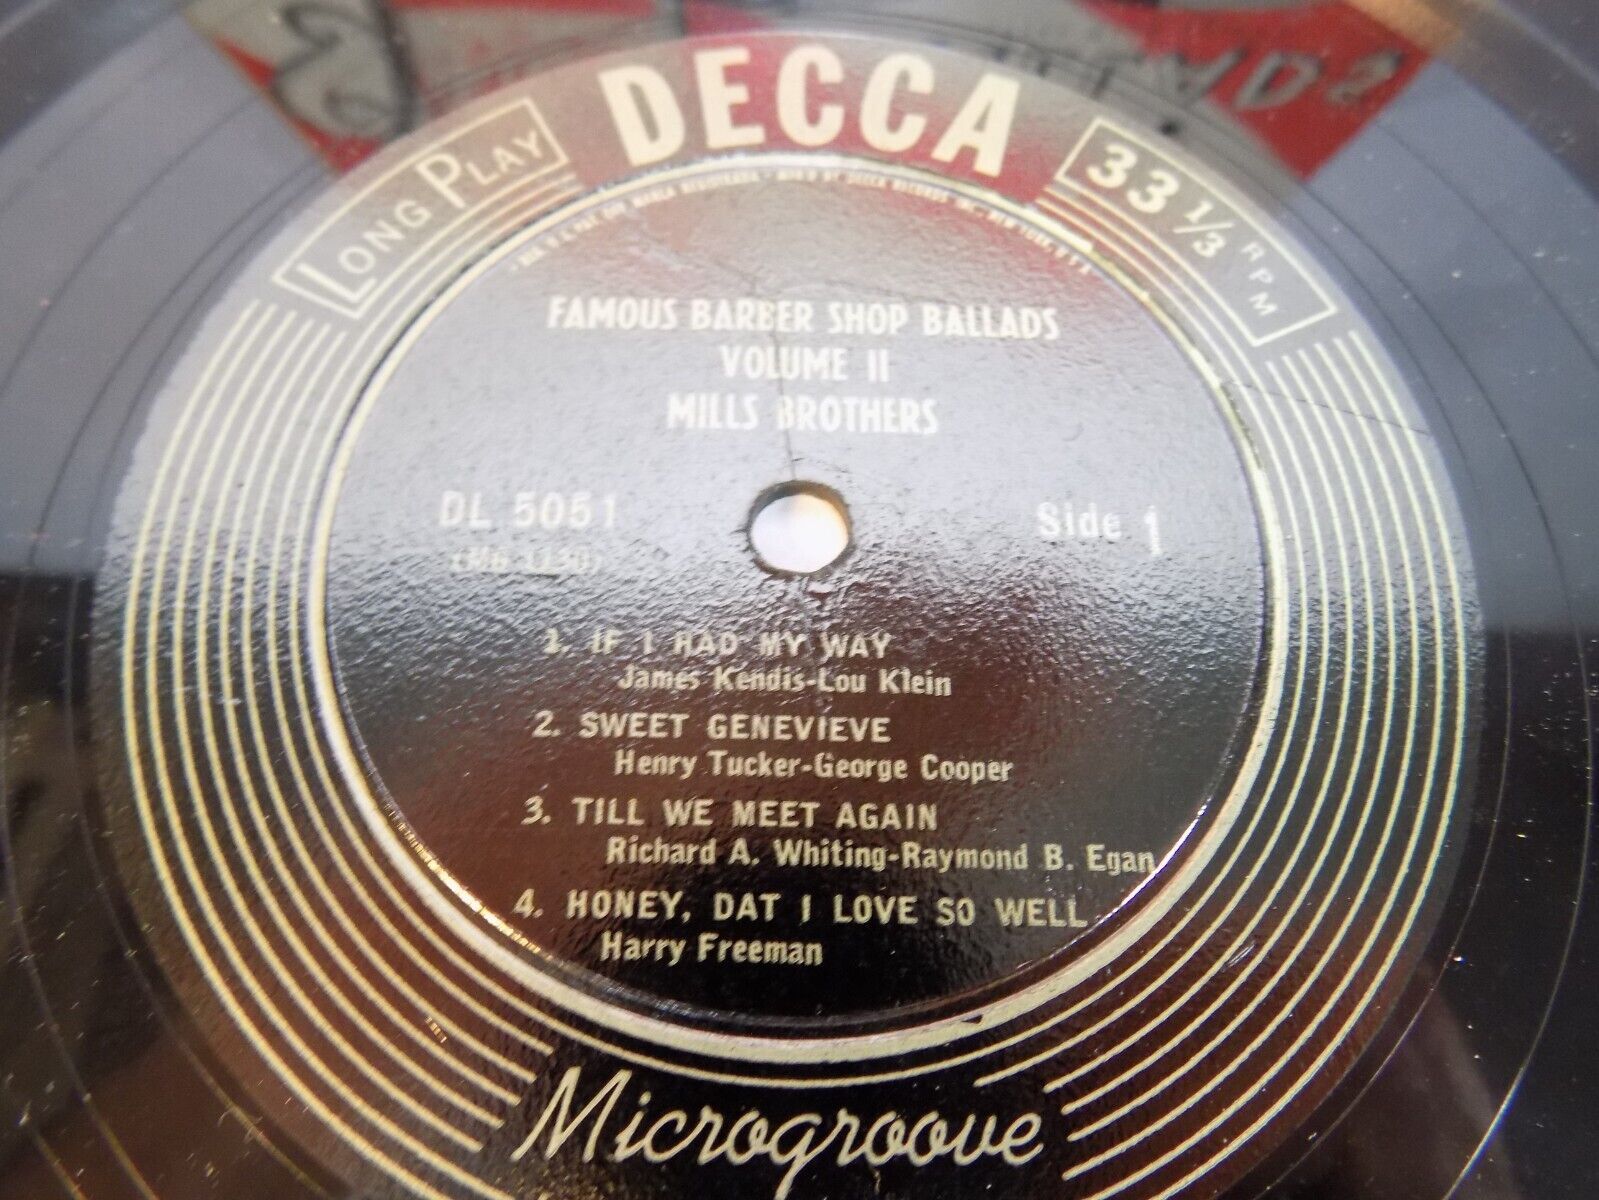 DECCA
LONG PLAY
33 1/3 RPM
FAMOUS BARBER SHOP BALLADS
VOLUME II
MILLS BROTHERS
DL 5051
Side 1
1. IF I HAD MY WAY
James Kendis-Lou Klein
2. SWEET GENEVIEVE
Henry Tucker-George Cooper
3. TILL WE MEET AGAIN
Richard A. Whiting-Raymond B. Egan
4. HONEY, DAT I LOVE SO WELL
Harry Freeman
Microgroove